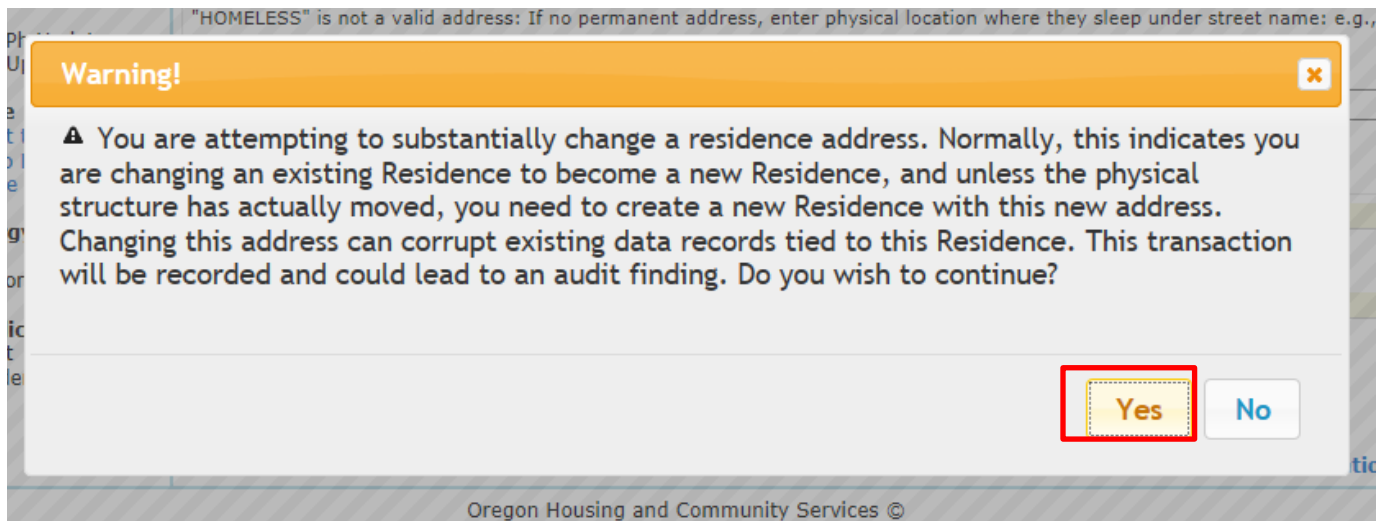 "HOMELESS" is not a valid address: If no permanent address, enter physical location where they sleep under street name: e.g.,
Warning!
You are attempting to substantially change a residence address. Normally, this indicates you
are changing an existing Residence to become a new Residence, and unless the physical
structure has actually moved, you need to create a new Residence with this new address.
Changing this address can corrupt existing data records tied to this Residence. This transaction
will be recorded and could lead to an audit finding. Do you wish to continue?
Yes No
Oregon Housing and Community Services ©